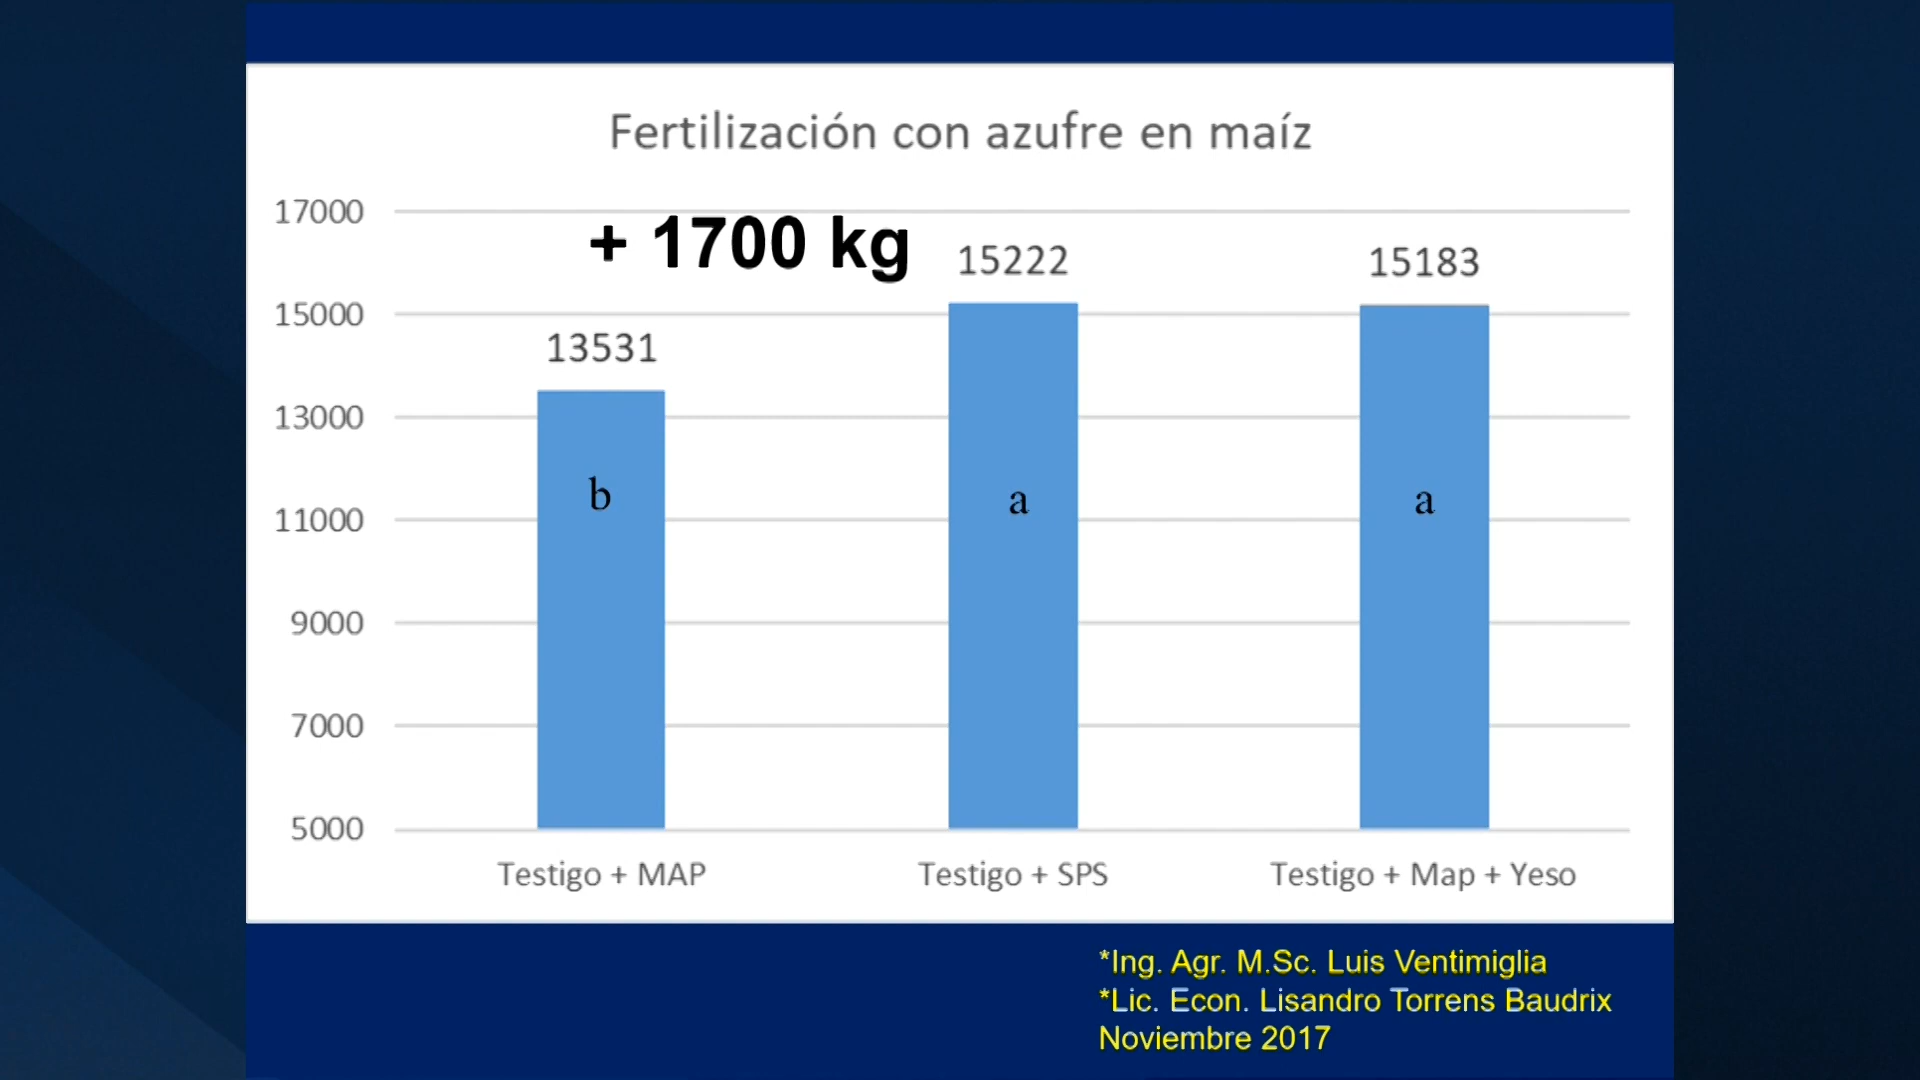 Fertilización con azufre en maíz
17000
+ 1700 kg
15222
15183
15000
13531
13000
b
a
a
11000
9000
7000
5000
Testigo + MAP
Testigo + SPS
Testigo + Map + Yeso
*Ing. Agr. M.Sc. Luis Ventimiglia
*Lic. Econ. Lisandro Torrens Baudrix
Noviembre 2017